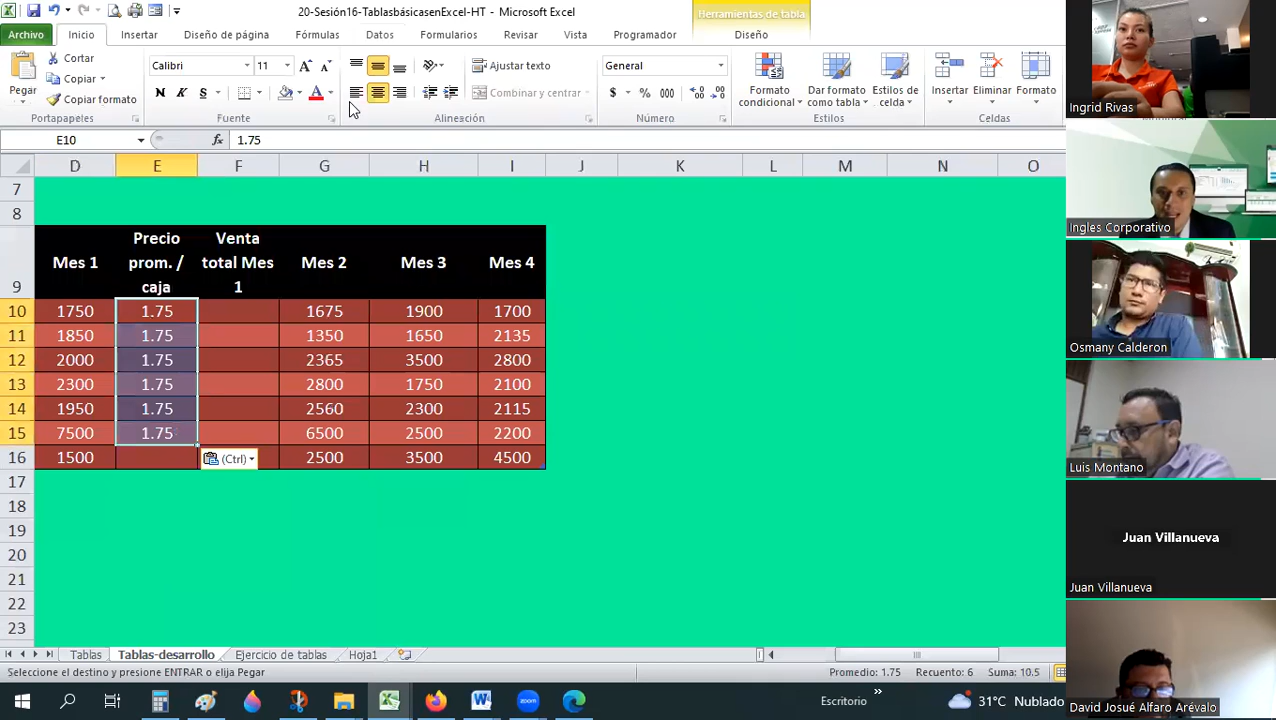 20-Sesión16-TablasbásicasenExcel-HT - Microsoft Excel
Herramientas de tabla
Archivo Inicio Insertar Diseño de página Fórmulas Datos Formularios Revisar Vista Programador Diseño
Cortar
Copiar
Copiar formato
Pegar
Portapapeles
Calibri 11
N K S
Fuente
Ajustar texto
Combinar y centrar
Alineación
General
$ % 000
Número
Formato condicional
Dar formato como tabla
Estilos de celda
Estilos
Insertar Eliminar Formato
Celdas
E10 fx 1.75
D E F G H I J K L M N O
7
8
9 Mes 1 Precio prom. / caja Venta total Mes 1 Mes 2 Mes 3 Mes 4
10 1750 1.75 1675 1900 1700
11 1850 1.75 1350 1650 2135
12 2000 1.75 2365 3500 2800
13 2300 1.75 2800 1750 2100
14 1950 1.75 2560 2300 2115
15 7500 1.75 6500 2500 2200
16 1500 (Ctrl) 2500 3500 4500
17
18
19
20
21
22
23
Tablas Tablas-desarrollo Ejercicio de tablas Hoja1
Seleccione el destino y presione ENTRAR o elija Pegar Promedio: 1.75 Recuento: 6 Suma: 10.5
zoom Escritorio » 31°C Nublado
Ingrid Rivas
Ingles Corporativo
Osmany Calderon
Luis Montano
Juan Villanueva
Juan Villanueva
David Josué Alfaro Arévalo